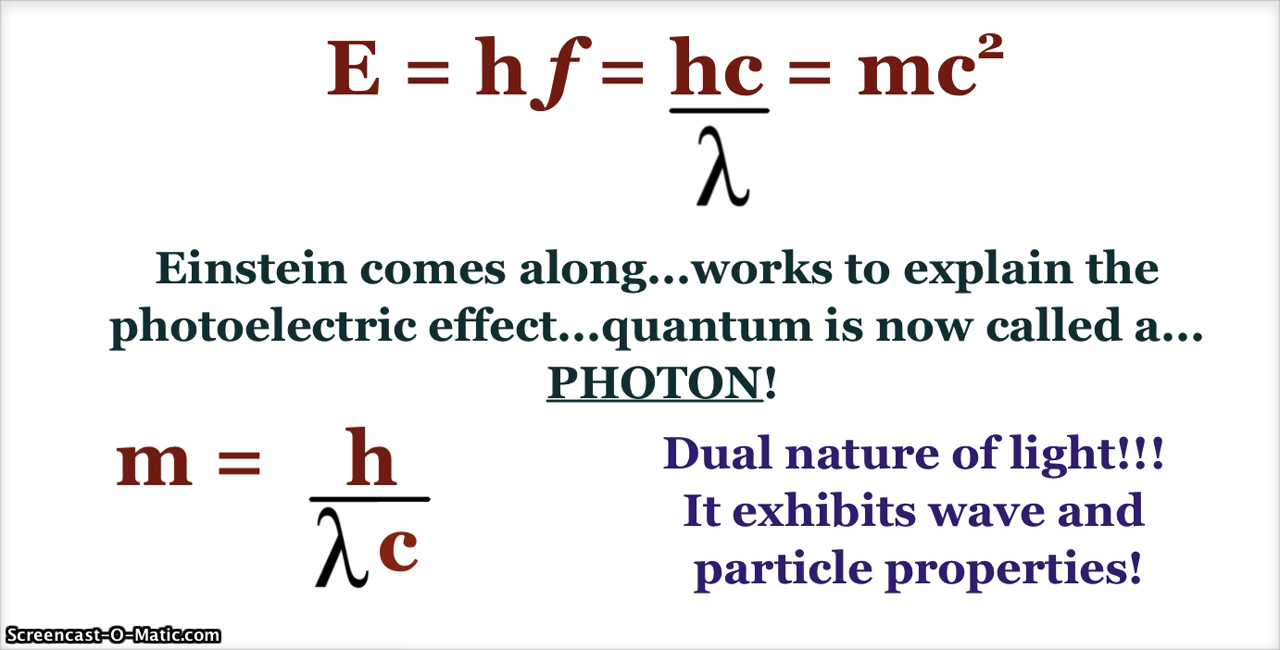 E = hf = hc = mc²
λ
Einstein comes along...works to explain the
photoelectric effect...quantum is now called a...
PHOTON!
m = h
λc
Dual nature of light!!!
It exhibits wave and
particle properties!
Screencast-O-Matic.com